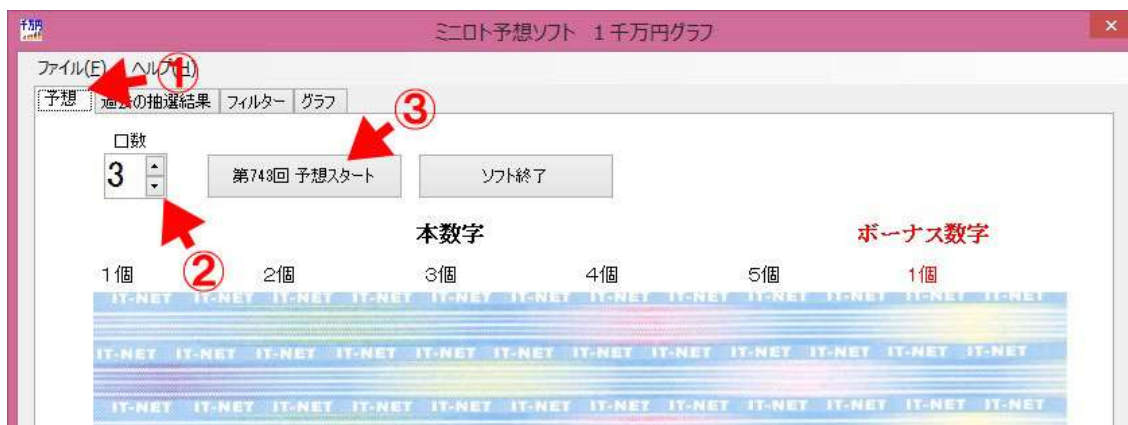 千万円 ミニロト予想ソフト 1千万円グラフ ×
ファイル(F) ヘルプ(H) ①
予想 過去の抽選結果 フィルター グラフ ③
口数
3 第743回 予想スタート ソフト終了
本数字 ボーナス数字
1個 ② 2個 3個 4個 5個 1個
IT-NET IT-NET IT-NET IT-NET IT-NET IT-NET IT-NET IT-NET IT-NET IT-NET IT-NET IT-NET
IT-NET IT-NET IT-NET IT-NET IT-NET IT-NET IT-NET IT-NET IT-NET IT-NET IT-NET IT-NET
IT-NET IT-NET IT-NET IT-NET IT-NET IT-NET IT-NET IT-NET IT-NET IT-NET IT-NET IT-NET